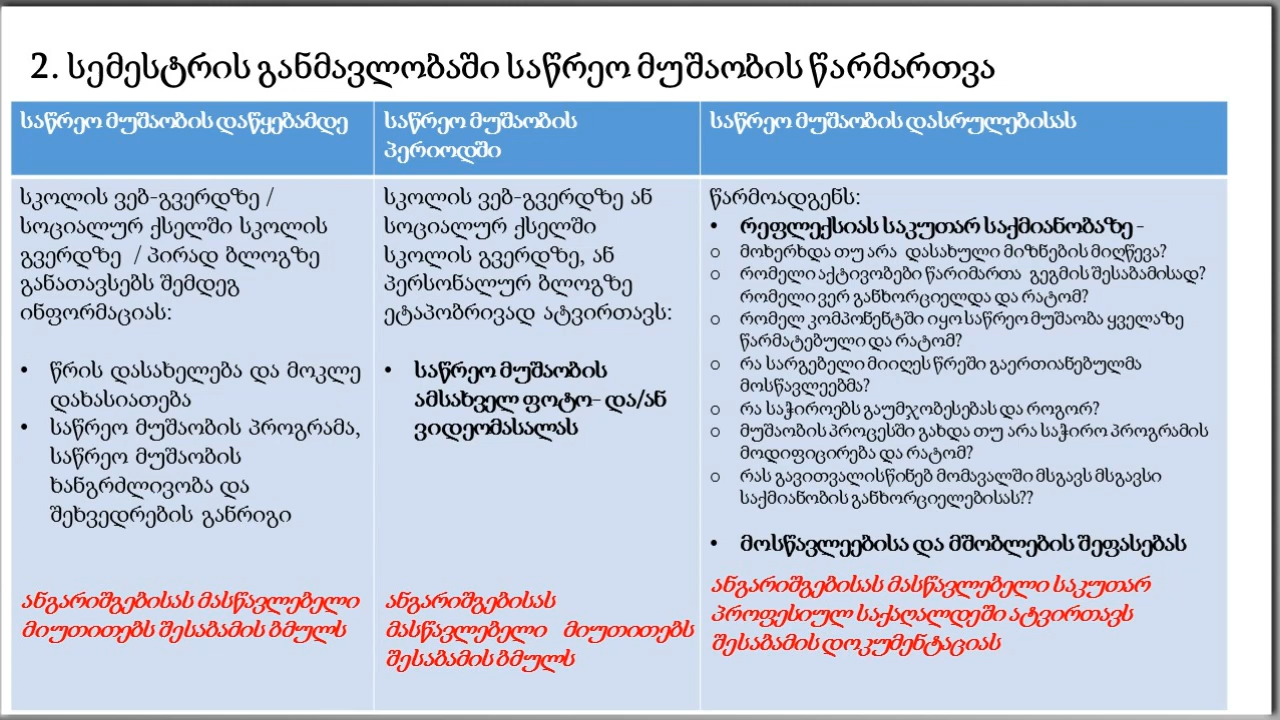 2. სემესტრის განმავლობაში საწრეო მუშაობის წარმართვა
საწრეო მუშაობის დაწყებამდე
სკოლის ვებ-გვერდზე /
სოციალურ ქსელში სკოლის
გვერდზე / პირად ბლოგზე
განათავსებს შემდეგ
ინფორმაციას:
• წრის დასახელება და მოკლე
დახასიათება
• საწრეო მუშაობის პროგრამა,
საწრეო მუშაობის
ხანგრძლივობა და
შეხვედრების განრიგი
ანგარიშგებისას მასწავლებელი
მიუთითებს შესაბამის ბმულს
საწრეო მუშაობის
პერიოდში
სკოლის ვებ-გვერდზე ან
სოციალურ ქსელში
სკოლის გვერდზე, ან
პერსონალურ ბლოგზე
ეტაპობრივად ატვირთავს:
• საწრეო მუშაობის
ამსახველ ფოტო- და/ან
ვიდეომასალას
ანგარიშგებისას
მასწავლებელი მიუთითებს
შესაბამის ბმულს
საწრეო მუშაობის დასრულებისას
წარმოადგენს:
• რეფლექსიას საკუთარ საქმიანობაზე -
o მოხერხდა თუ არა დასახული მიზნების მიღწევა?
o რომელი აქტივობები წარიმართა გეგმის შესაბამისად?
რომელი ვერ განხორციელდა და რატომ?
o რომელ კომპონენტში იყო საწრეო მუშაობა ყველაზე
წარმატებული და რატომ?
o რა სარგებელი მიიღეს წრეში გაერთიანებულმა
მოსწავლეებმა?
o რა საჭიროებს გაუმჯობესებას და როგორ?
o მუშაობის პროცესში გახდა თუ არა საჭირო პროგრამის
მოდიფიცირება და რატომ?
o რას გავითვალისწინებ მომავალში მსგავს მსგავსი
საქმიანობის განხორციელებისას??
• მოსწავლეებისა და მშობლების შეფასებას
ანგარიშგებისას მასწავლებელი საკუთარ
პროფესიულ საქაღალდეში ატვირთავს
შესაბამის დოკუმენტაციას